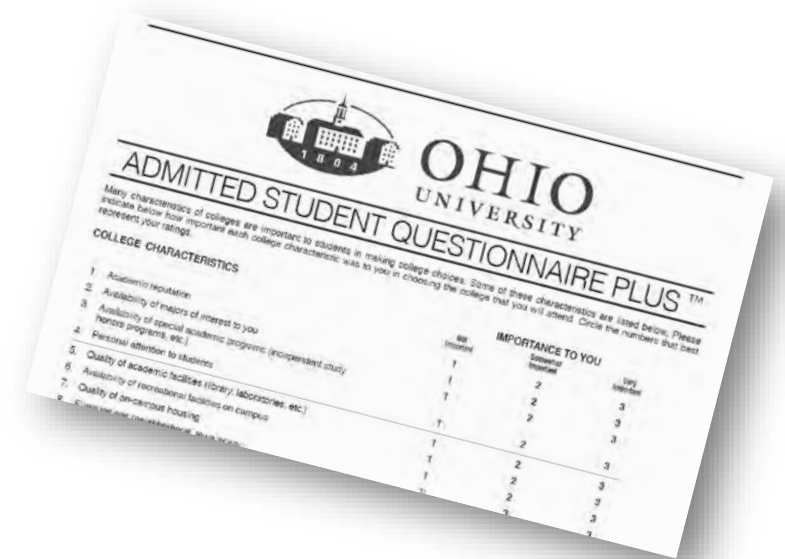 1804
OHIO
UNIVERSITY
ADMITTED STUDENT QUESTIONNAIRE PLUS ™
Many characteristics of colleges are important to students in making college choices. Some of these characteristics are listed below. Please
indicate below how important each college characteristic was to you in choosing the college that you will attend. Circle the numbers that best
represent your ratings.
COLLEGE CHARACTERISTICS
IMPORTANCE TO YOU
Not Important
Somewhat Important
Very Important
1. Academic reputation 1 2 3
2. Availability of majors of interest to you 1 2 3
3. Availability of special academic programs (independent study,
honors programs, etc.) 1 2 3
4. Personal attention to students 1 2 3
5. Quality of academic facilities (library, laboratories, etc.) 1 2 3
6. Availability of recreational facilities on campus 1 2 3
7. Quality of on-campus housing 1 2 3
8.